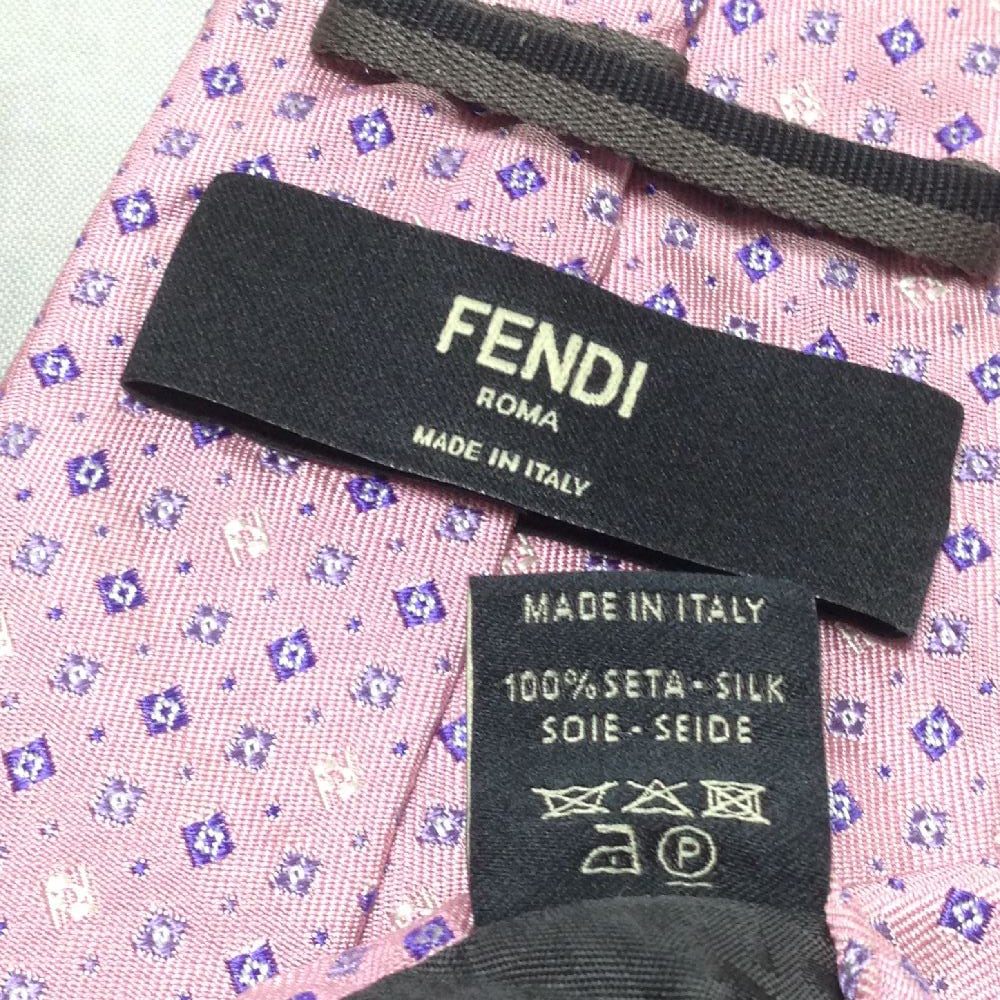 FENDI
ROMA
MADE IN ITALY
MADE IN ITALY
100% SETA - SILK
SOIE - SEIDE
P